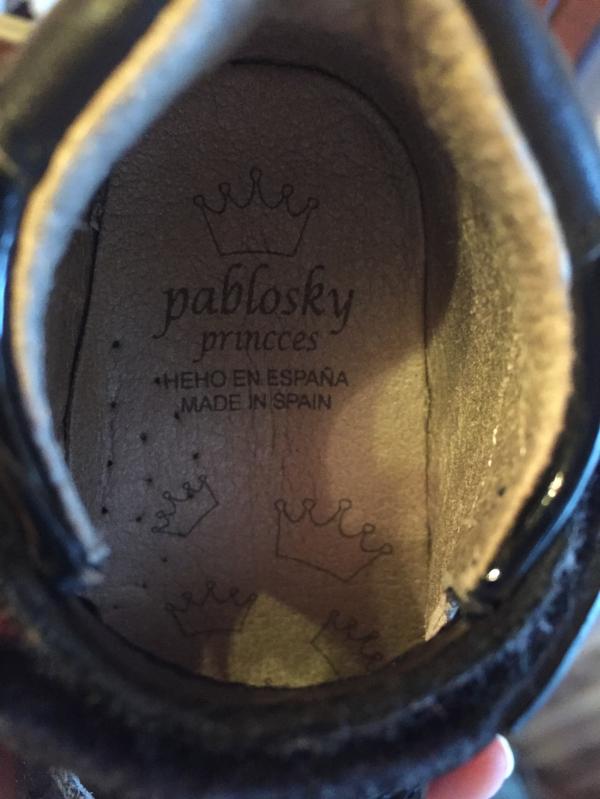 pablosky
princces
HEHO EN ESPAÑA
MADE IN SPAIN